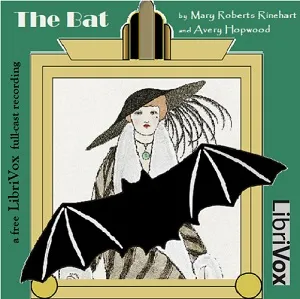 The Bat
by Mary Roberts Rinehart
and Avery Hopwood
a free LibriVox full-cast recording
LibriVox